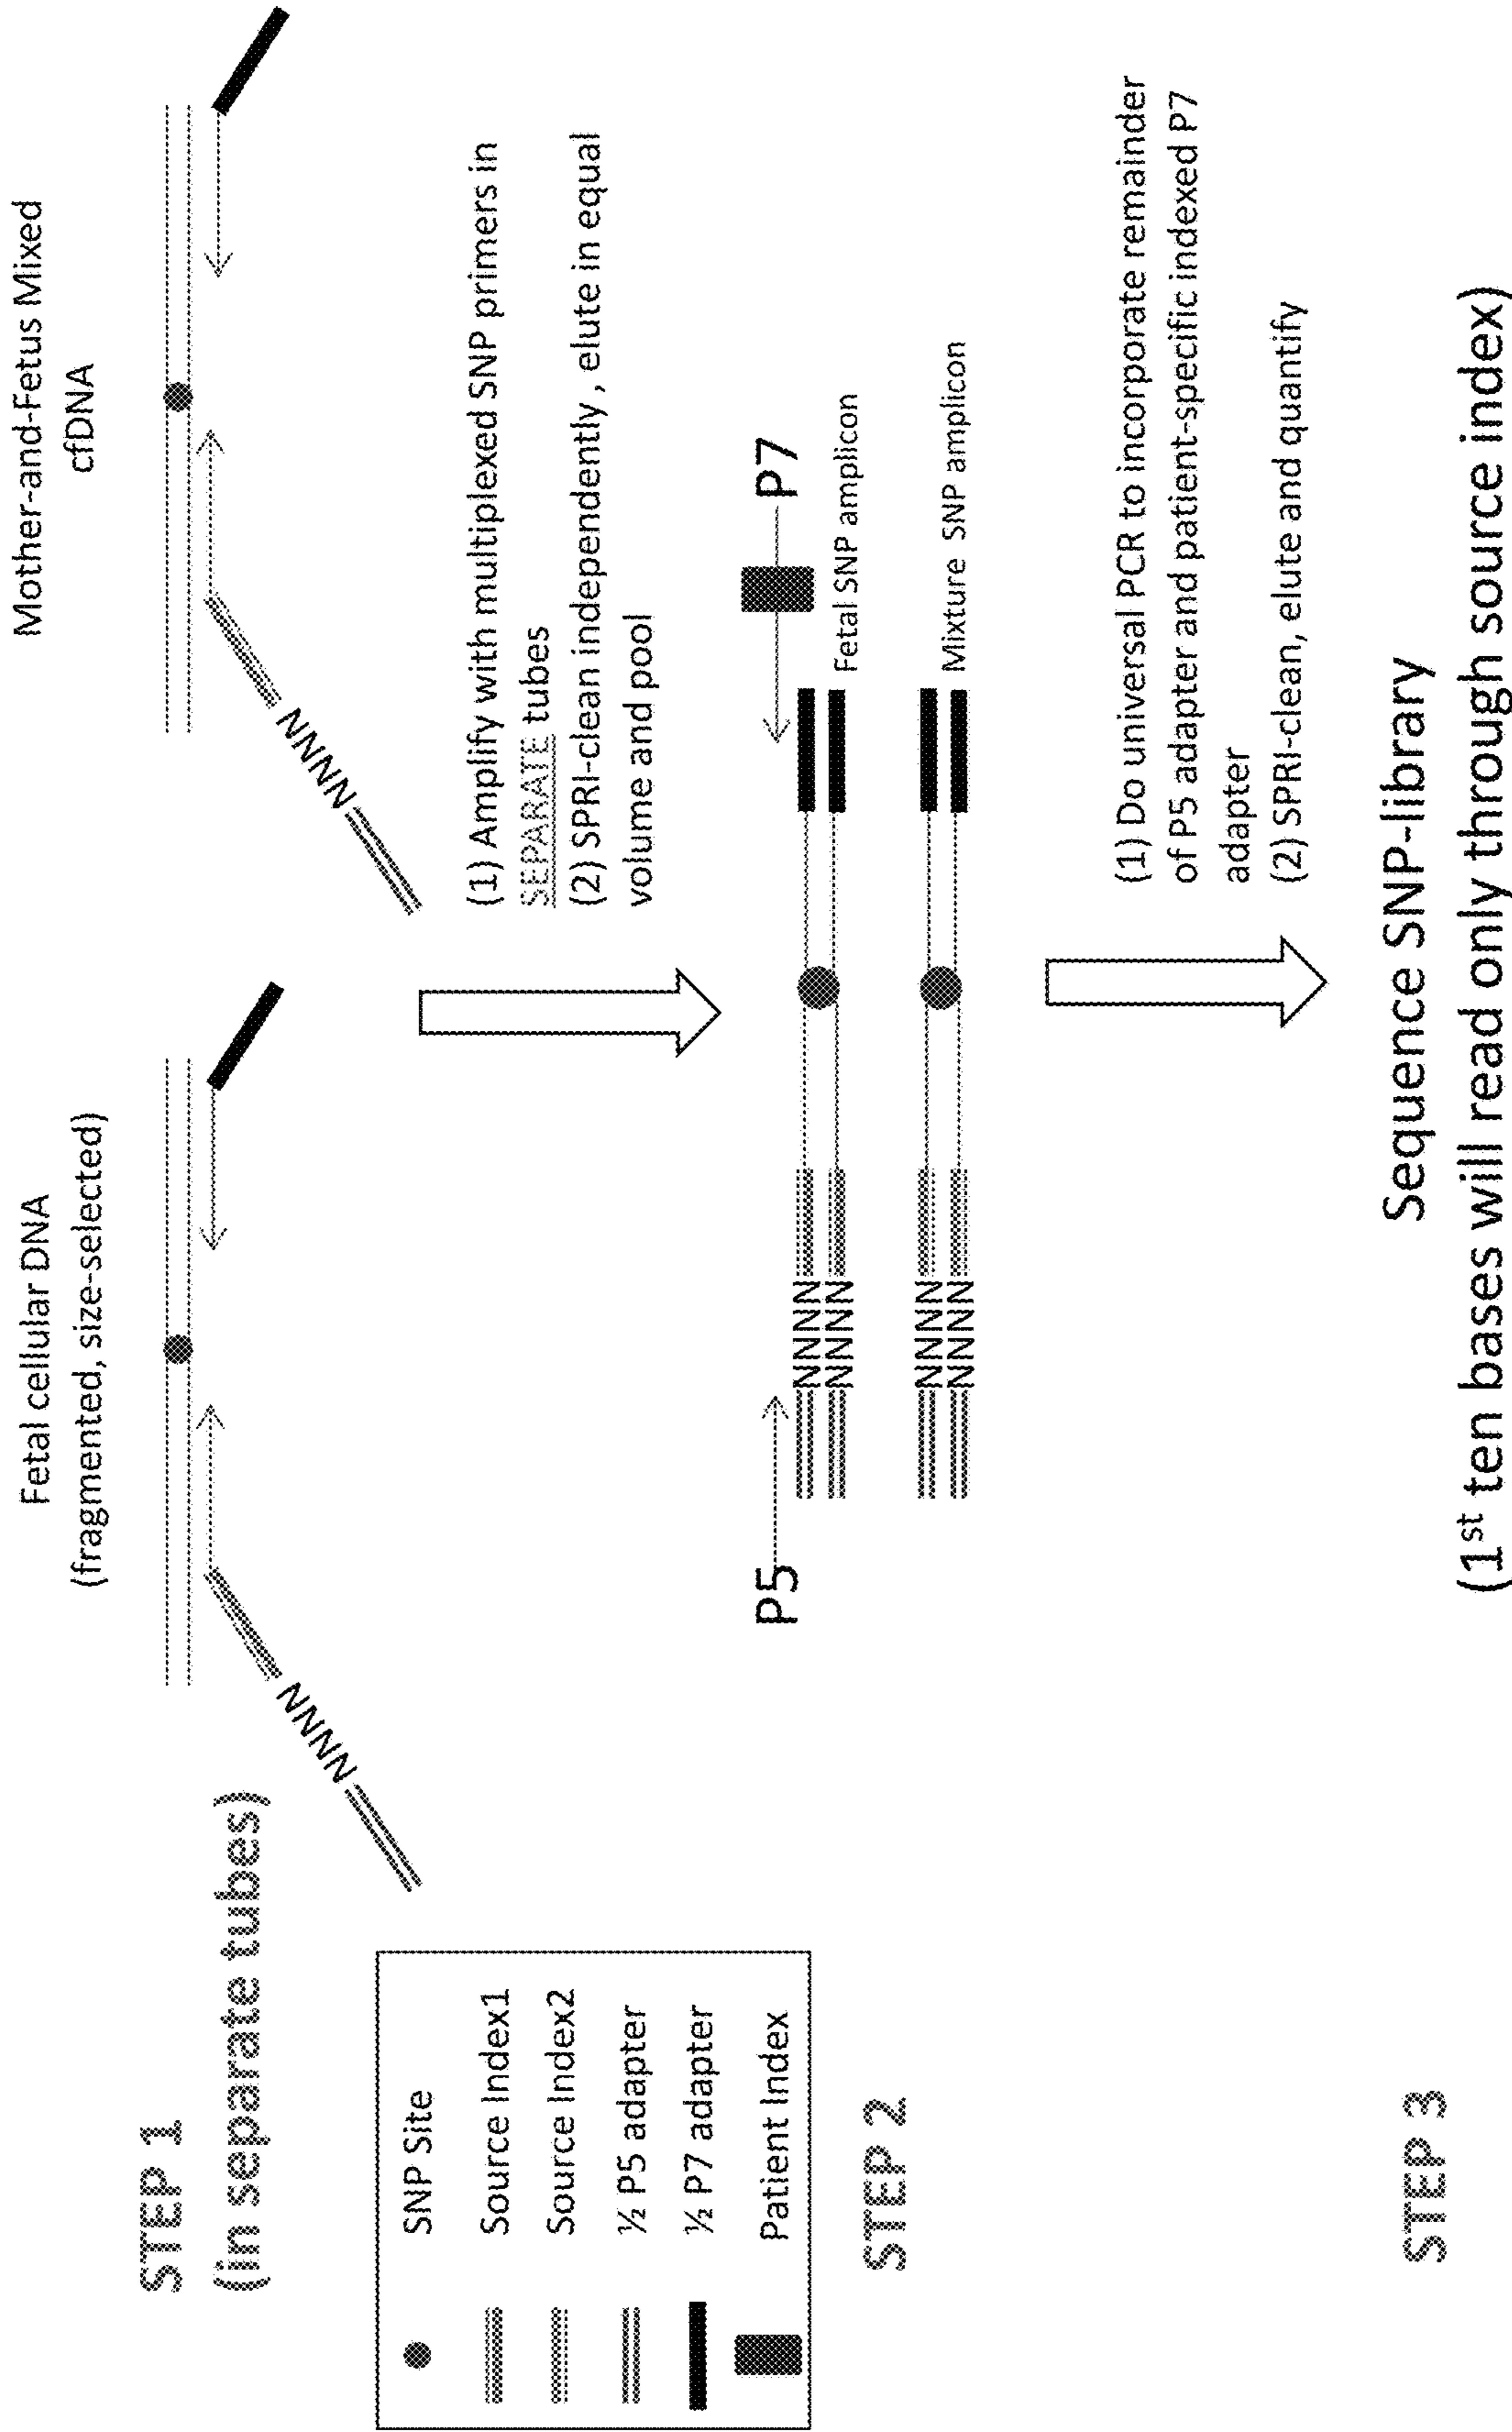 STEP 1
(in separate tubes)
Fetal cellular DNA
(fragmented, size-selected)
Mother-and-Fetus Mixed
cfDNA
NNNN
NNNN
SNP Site
Source Index1
Source Index2
½ P5 adapter
½ P7 adapter
Patient Index
(1) Amplify with multiplexed SNP primers in
SEPARATE tubes
(2) SPRI-clean independently , elute in equal
volume and pool
STEP 2
P5
P7
NNNN
NNNN
Fetal SNP amplicon
NNNN
NNNN
Mixture SNP amplicon
(1) Do universal PCR to incorporate remainder
of P5 adapter and patient-specific indexed P7
adapter
(2) SPRI-clean, elute and quantify
STEP 3
Sequence SNP-library
(1st ten bases will read only through source index)